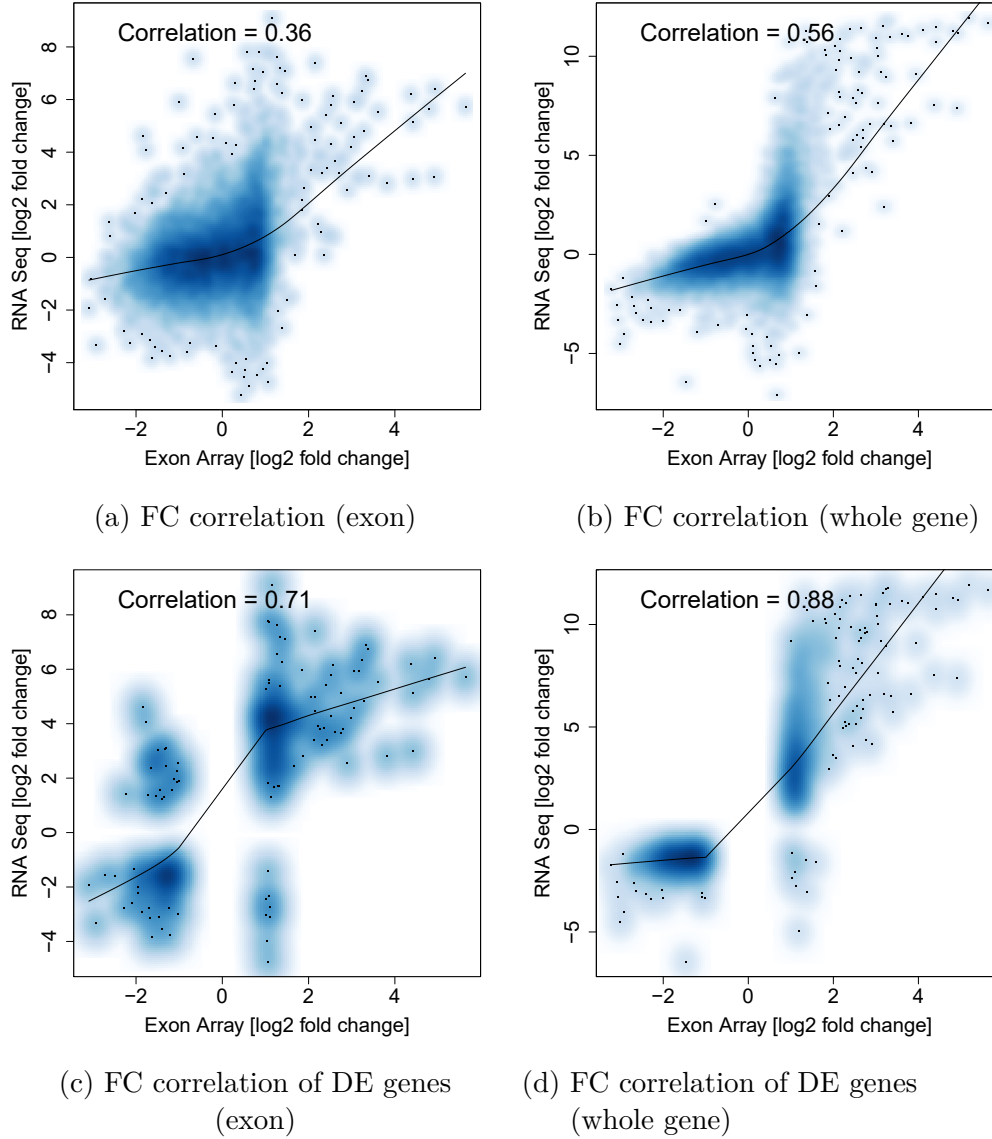 Correlation = 0.36
RNA Seq [log2 fold change]
8
6
4
2
0
−2
−4
−2 0 2 4
Exon Array [log2 fold change]
(a) FC correlation (exon)
Correlation = 0.56
RNA Seq [log2 fold change]
10
5
0
−5
−2 0 2 4
Exon Array [log2 fold change]
(b) FC correlation (whole gene)
Correlation = 0.71
RNA Seq [log2 fold change]
8
6
4
2
0
−2
−4
−2 0 2 4
Exon Array [log2 fold change]
(c) FC correlation of DE genes
(exon)
Correlation = 0.88
RNA Seq [log2 fold change]
10
5
0
−5
−2 0 2 4
Exon Array [log2 fold change]
(d) FC correlation of DE genes
(whole gene)